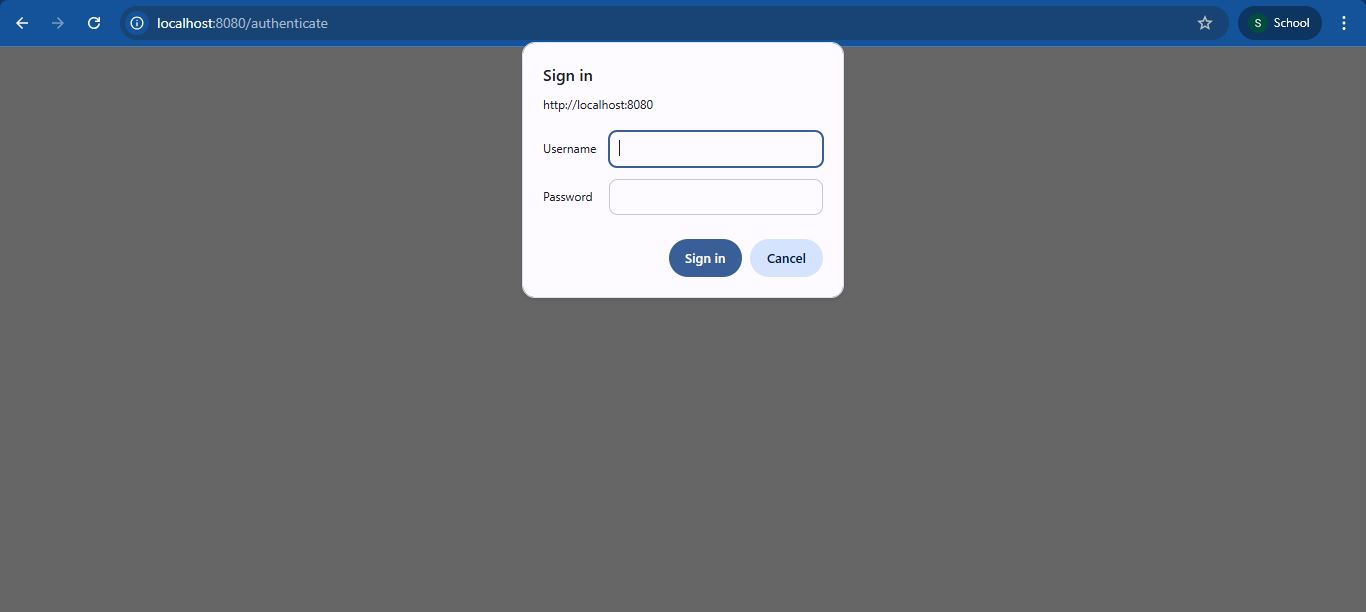 localhost:8080/authenticate
S School
Sign in
http://localhost:8080
Username
Password
Sign in Cancel